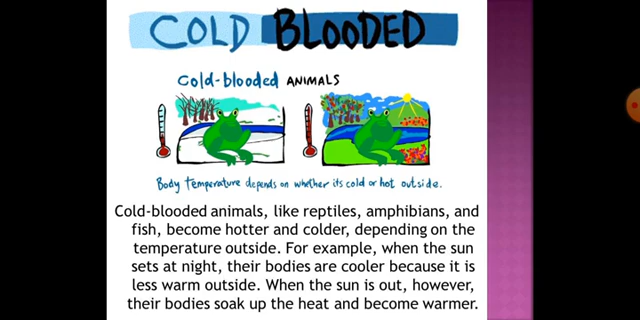 COLD BLOODED
Cold-blooded ANIMALS
Body temperature depends on whether its cold or hot outside.
Cold-blooded animals, like reptiles, amphibians, and
fish, become hotter and colder, depending on the
temperature outside. For example, when the sun
sets at night, their bodies are cooler because it is
less warm outside. When the sun is out, however,
their bodies soak up the heat and become warmer.